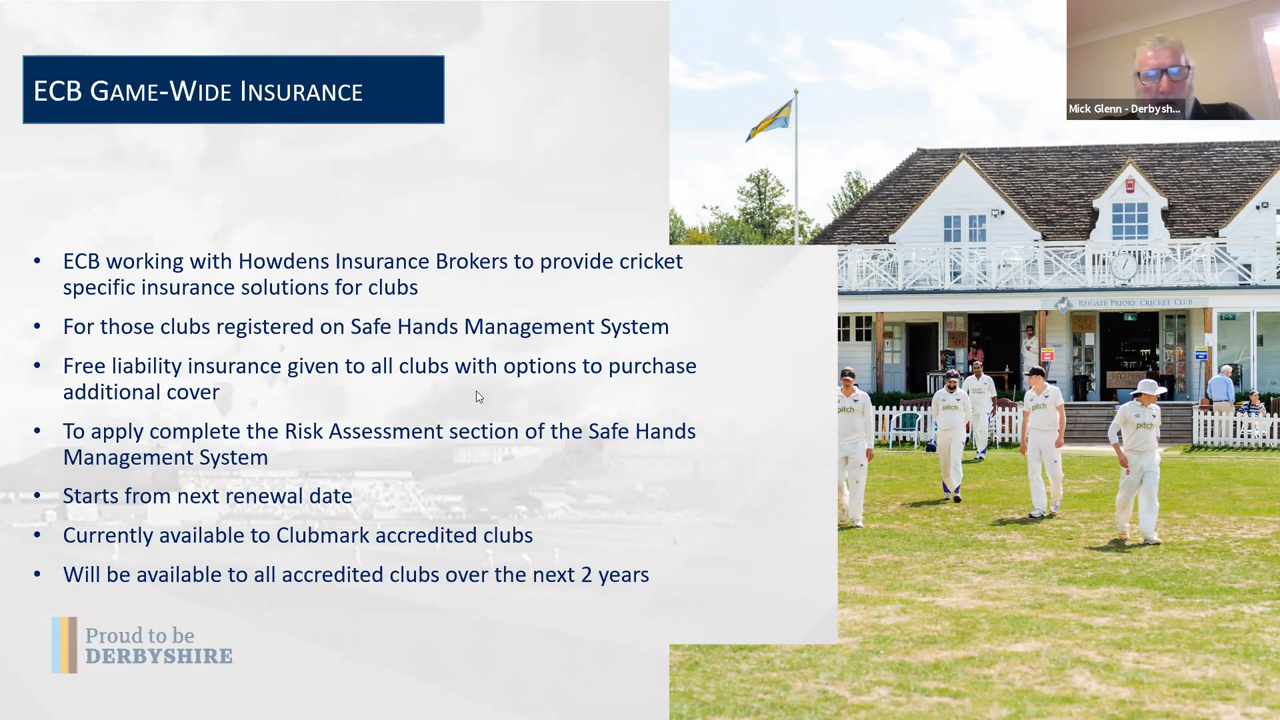 ECB GAME-WIDE INSURANCE
Mick Glenn - Derbysh...
• ECB working with Howdens Insurance Brokers to provide cricket
specific insurance solutions for clubs
• For those clubs registered on Safe Hands Management System
• Free liability insurance given to all clubs with options to purchase
additional cover
• To apply complete the Risk Assessment section of the Safe Hands
Management System
• Starts from next renewal date
• Currently available to Clubmark accredited clubs
• Will be available to all accredited clubs over the next 2 years
REIGATE PRIORY CRICKET CLUB
pitch
pitch
pitch
pitch
Proud to be
DERBYSHIRE